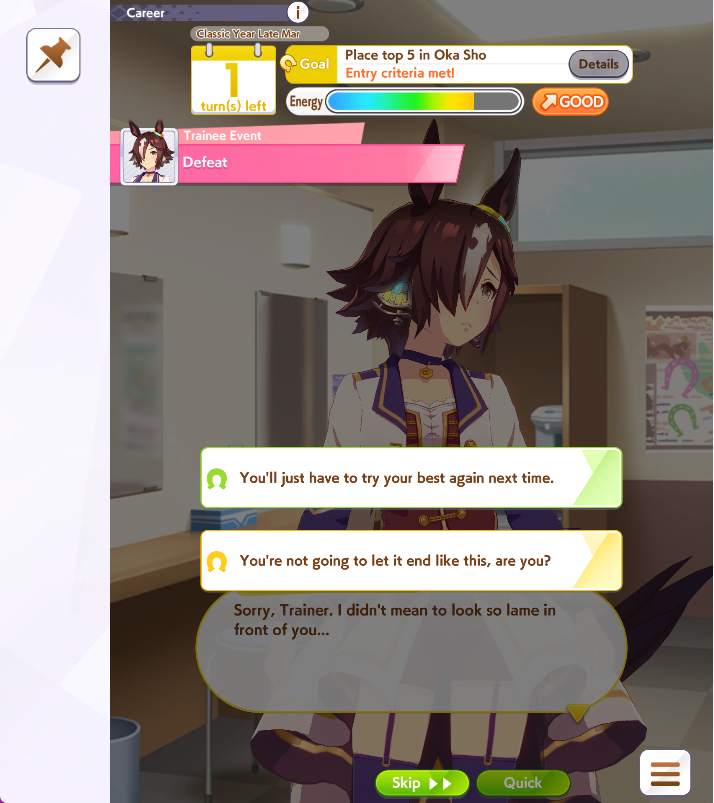 Career
i
Classic Year Late Mar
1
turn(s) left
Goal
Place top 5 in Oka Sho
Entry criteria met!
Details
Energy
GOOD
Trainee Event
Defeat
You'll just have to try your best again next time.
You're not going to let it end like this, are you?
Sorry, Trainer. I didn't mean to look so lame in
front of you...
Skip
Quick